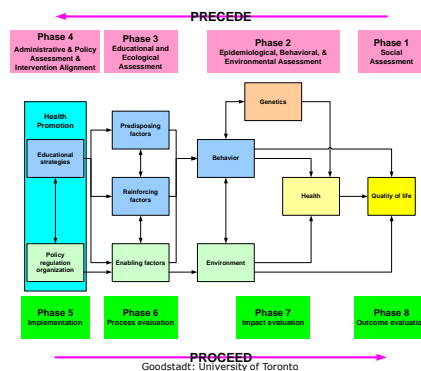 PRECEDE
Phase 4
Administrative & Policy
Assessment &
Intervention Alignment
Phase 3
Educational and
Ecological
Assessment
Phase 2
Epidemiological, Behavioral, &
Environmental Assessment
Phase 1
Social
Assessment
Health
Promotion
Educational
strategies
Policy
regulation
organization
Predisposing
factors
Reinforcing
factors
Enabling factors
Genetics
Behavior
Environment
Health
Quality of life
Phase 5
Implementation
Phase 6
Process evaluation
Phase 7
Impact evaluation
Phase 8
Outcome evaluatio
PROCEED
Goodstadt: University of Toronto